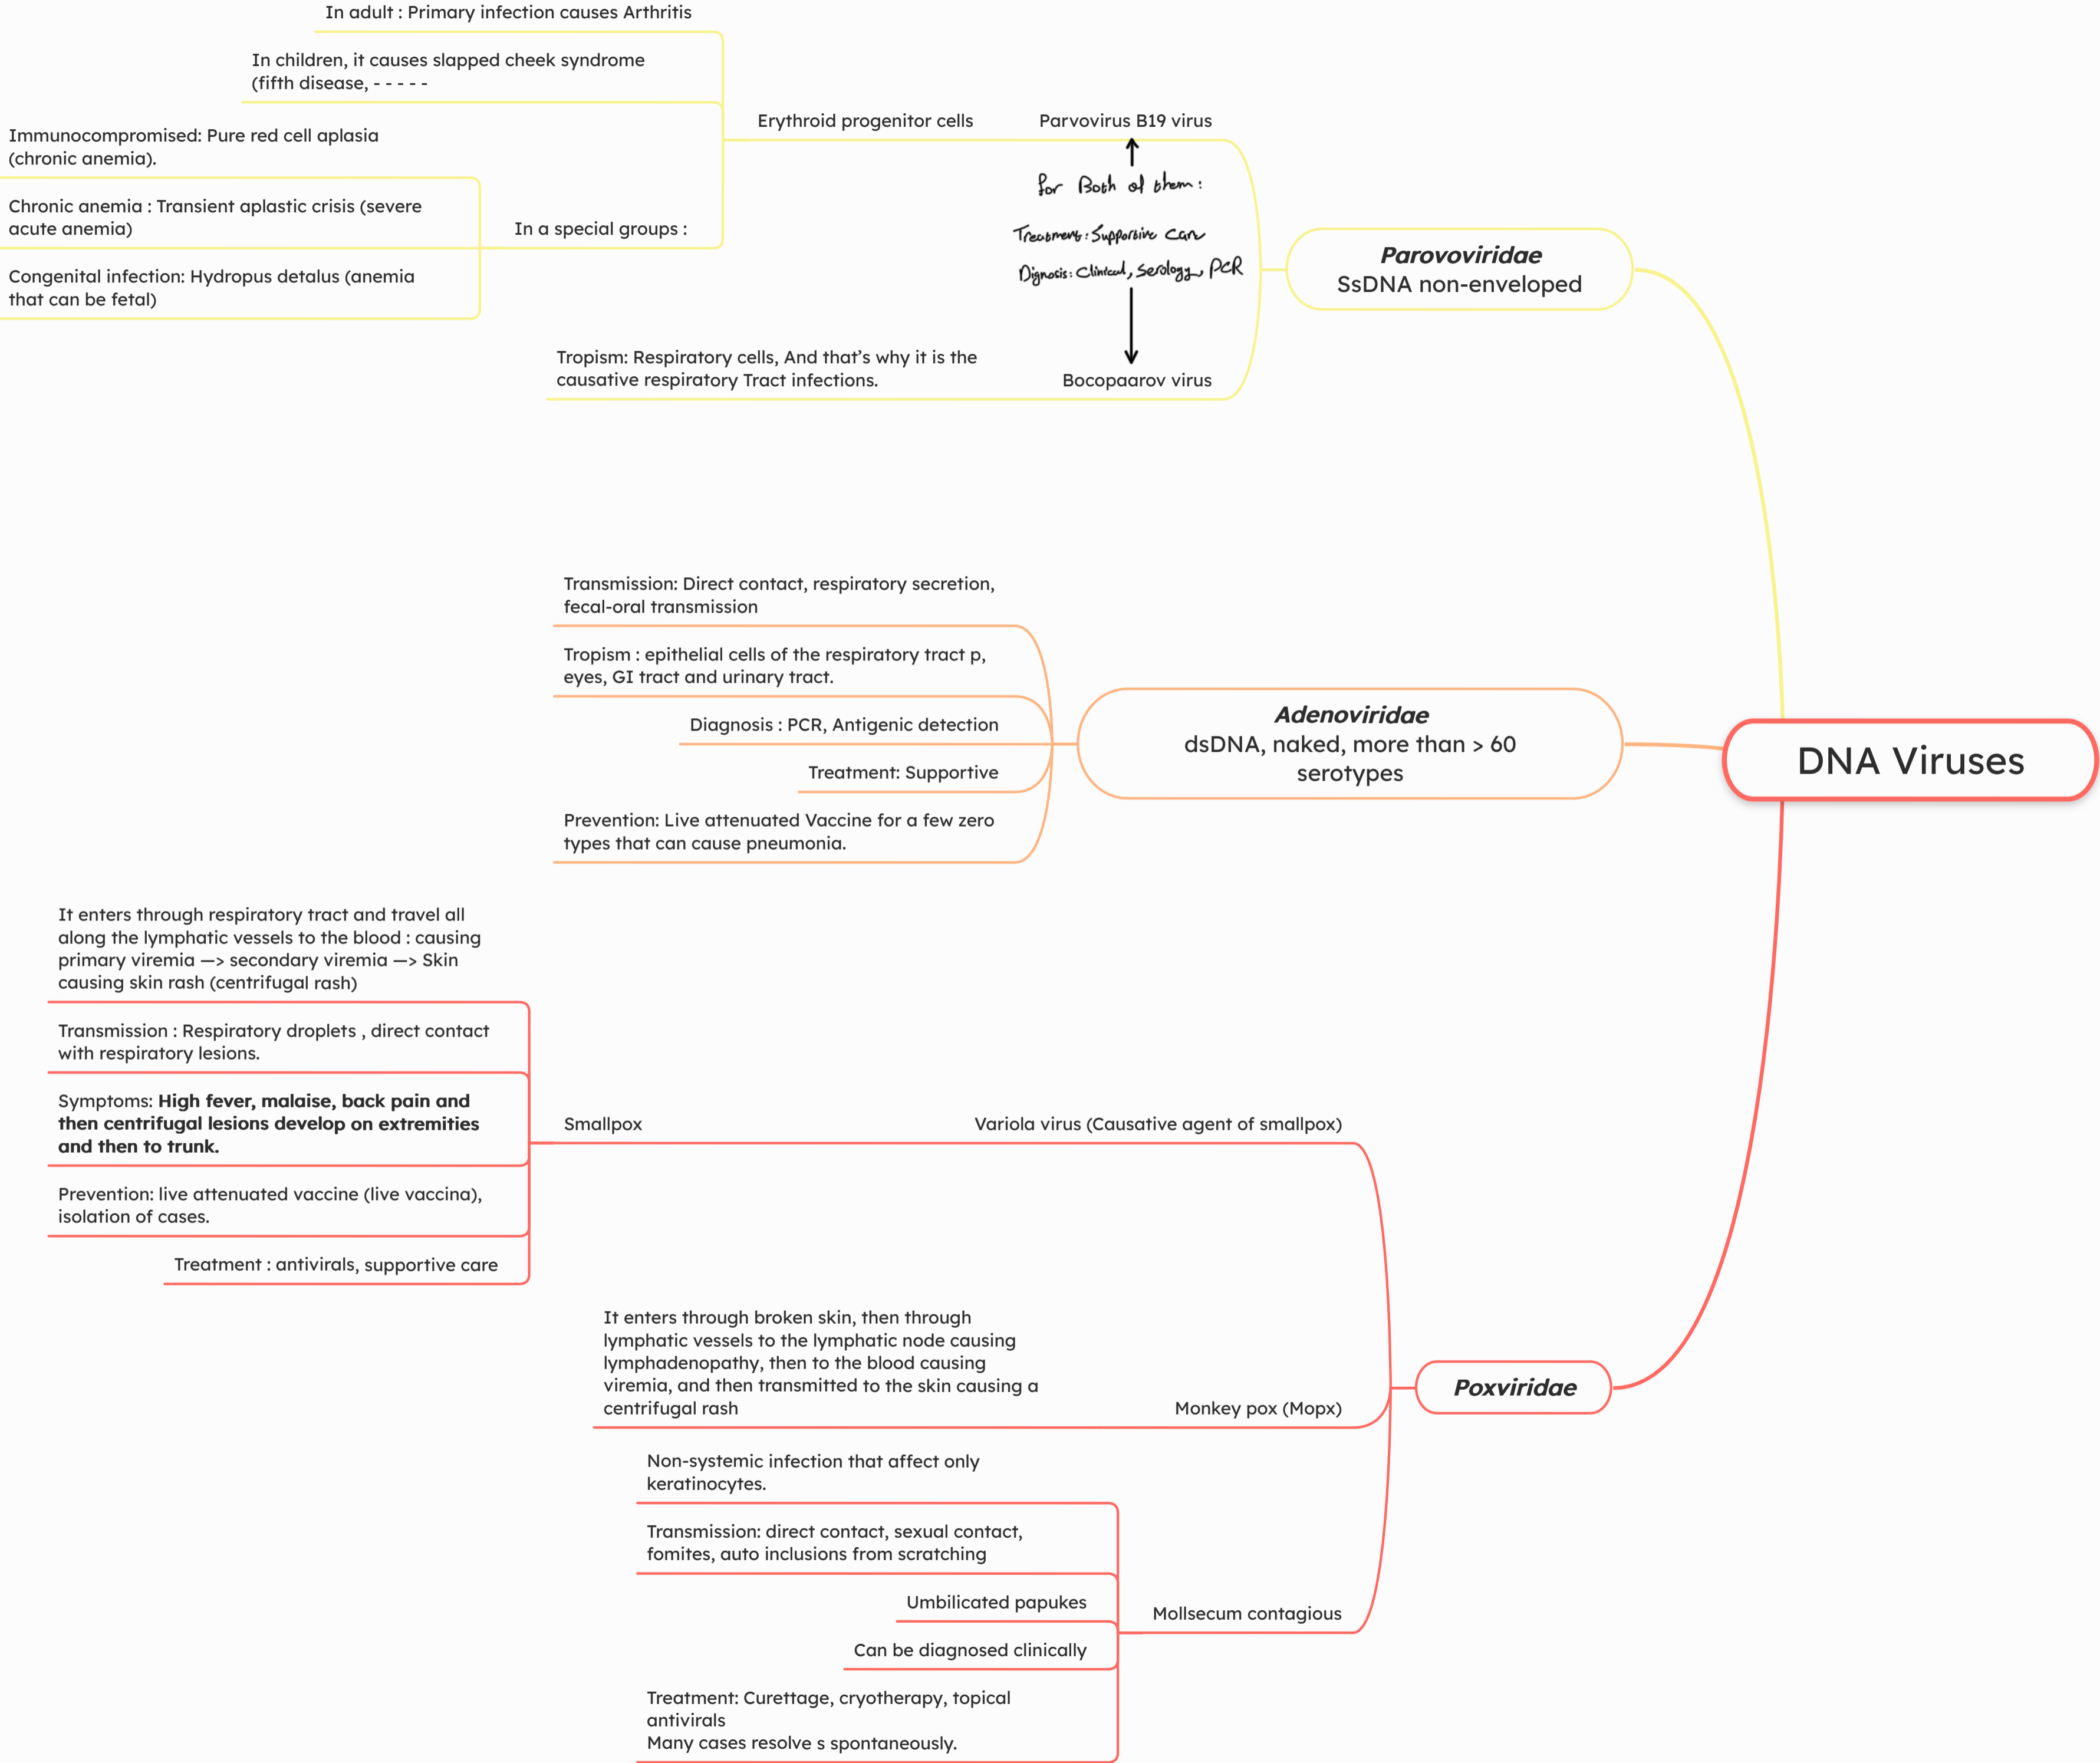 In adult : Primary infection causes Arthritis
In children, it causes slapped cheek syndrome
(fifth disease, - - - - -
Immunocompromised: Pure red cell aplasia
(chronic anemia).
Chronic anemia : Transient aplastic crisis (severe
acute anemia)
Congenital infection: Hydropus detalus (anemia
that can be fetal)
In a special groups :
Erythroid progenitor cells
Parvovirus B19 virus
for Both of them:
Treatment: Supportive Care
Dignosis: Clinical, Serology, PCR
Tropism: Respiratory cells, And that’s why it is the
causative respiratory Tract infections.
Bocopaarov virus
Parovoviridae
SsDNA non-enveloped
Transmission: Direct contact, respiratory secretion,
fecal-oral transmission
Tropism : epithelial cells of the respiratory tract p,
eyes, GI tract and urinary tract.
Diagnosis : PCR, Antigenic detection
Treatment: Supportive
Prevention: Live attenuated Vaccine for a few zero
types that can cause pneumonia.
Adenoviridae
dsDNA, naked, more than > 60
serotypes
DNA Viruses
It enters through respiratory tract and travel all
along the lymphatic vessels to the blood : causing
primary viremia —> secondary viremia —> Skin
causing skin rash (centrifugal rash)
Transmission : Respiratory droplets , direct contact
with respiratory lesions.
Symptoms: High fever, malaise, back pain and
then centrifugal lesions develop on extremities
and then to trunk.
Prevention: live attenuated vaccine (live vaccina),
isolation of cases.
Treatment : antivirals, supportive care
Smallpox
Variola virus (Causative agent of smallpox)
It enters through broken skin, then through
lymphatic vessels to the lymphatic node causing
lymphadenopathy, then to the blood causing
viremia, and then transmitted to the skin causing a
centrifugal rash
Monkey pox (Mopx)
Poxviridae
Non-systemic infection that affect only
keratinocytes.
Transmission: direct contact, sexual contact,
fomites, auto inclusions from scratching
Umbilicated papukes
Can be diagnosed clinically
Treatment: Curettage, cryotherapy, topical
antivirals
Many cases resolve s spontaneously.
Mollsecum contagious